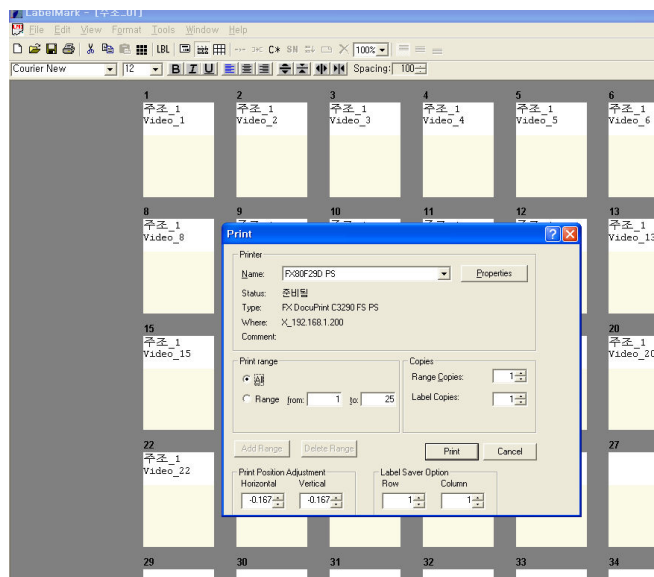 LabelMark - [주조_01]
File Edit View Format Tools Window Help
LBL C* SN 100%
Courier New 12 B I U Spacing: 100
1 2 3 4 5 6
주조_1 주조_1 주조_1 주조_1 주조_1 주조_1
Video_1 Video_2 Video_3 Video_4 Video_5 Video_6
8 9 10 11 12 13
주조_1 주조_1
Video_8 Video_13
Print
Printer
Name: FX80F29D PS Properties
Status: 준비됨
Type: FX DocuPrint C3290 FS PS
Where: X_192.168.1.200
Comment:
Print range
All
Range from: 1 to: 25
Copies
Range Copies: 1
Label Copies: 1
Add Range Delete Range Print Cancel
Print Position Adjustment
Horizontal Vertical
-0.167 -0.167
Label Saver Option
Row Column
1 1
15 20
주조_1 주조_1
Video_15 Video_20
22 27
주조_1
Video_22
29 30 31 32 33 34